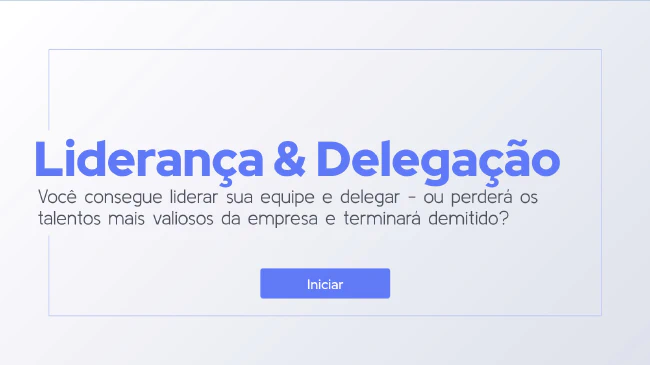 Liderança & Delegação
Você consegue liderar sua equipe e delegar - ou perderá os
talentos mais valiosos da empresa e terminará demitido?
Iniciar